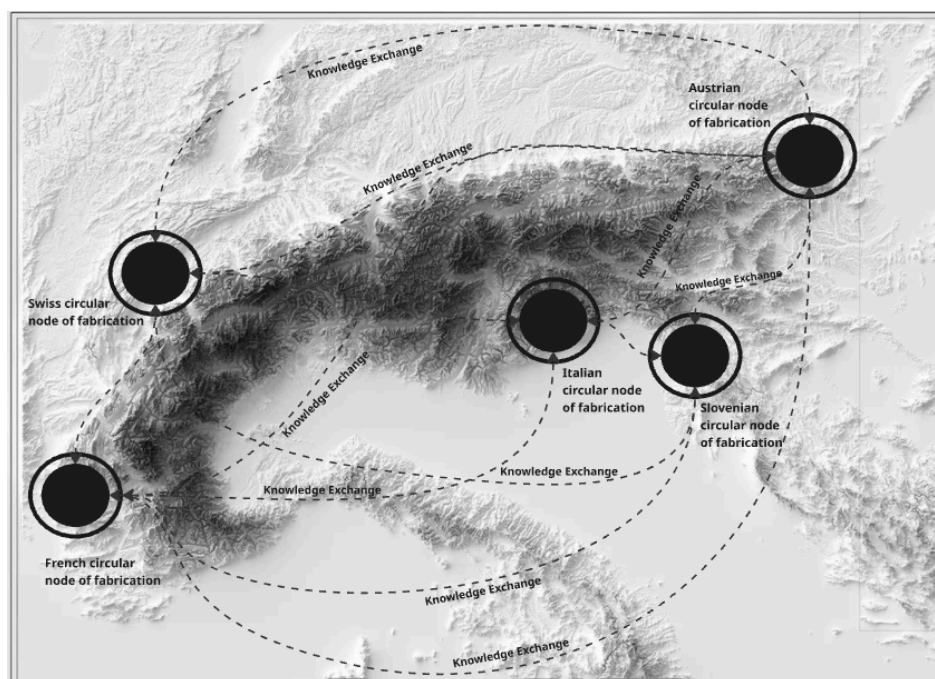 Knowledge Exchange
Austrian
circular node
of fabrication
Knowledge Exchange
Knowledge Exchange
Knowledge Exchange
Swiss circular
node of fabrication
Knowledge Exchange
Italian
circular node
of fabrication
Slovenian
circular node
of fabrication
Knowledge Exchange
Knowledge Exchange
French circular
node of fabrication
Knowledge Exchange
Knowledge Exchange